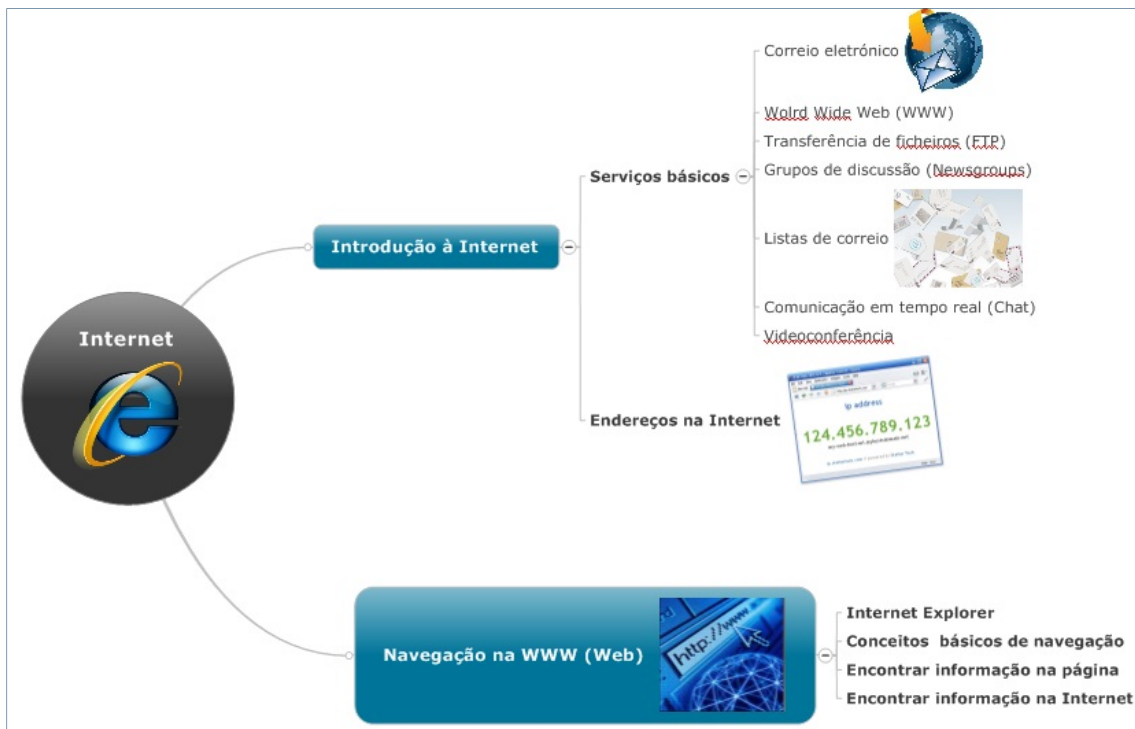 Internet
Introdução à Internet
Serviços básicos
Correio eletrónico
Wolrd Wide Web (WWW)
Transferência de ficheiros (FTP)
Grupos de discussão (Newsgroups)
Listas de correio
Comunicação em tempo real (Chat)
Videoconferência
Endereços na Internet
ip address
124.456.789.123
Navegação na WWW (Web)
http://www
Internet Explorer
Conceitos básicos de navegação
Encontrar informação na página
Encontrar informação na Internet